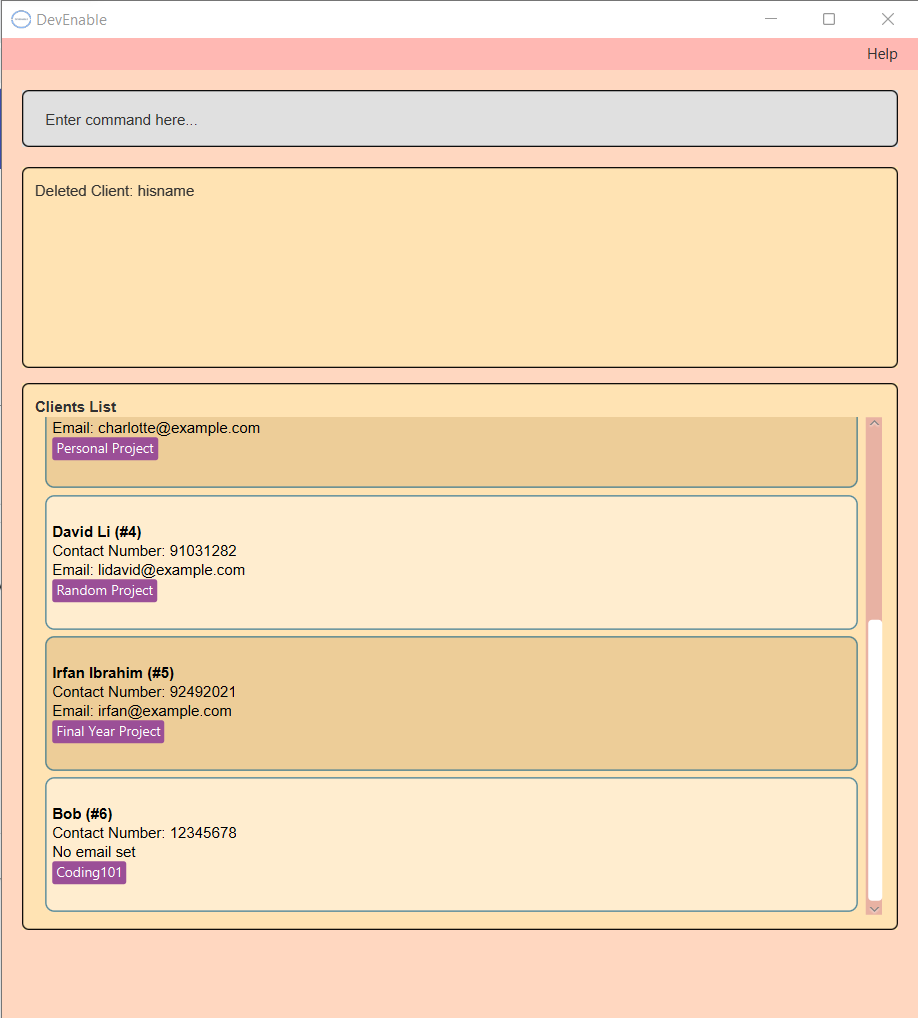 DevEnable
Help
Enter command here...
Deleted Client: hisname
Clients List
Email: charlotte@example.com
Personal Project
David Li (#4)
Contact Number: 91031282
Email: lidavid@example.com
Random Project
Irfan Ibrahim (#5)
Contact Number: 92492021
Email: irfan@example.com
Final Year Project
Bob (#6)
Contact Number: 12345678
No email set
Coding101